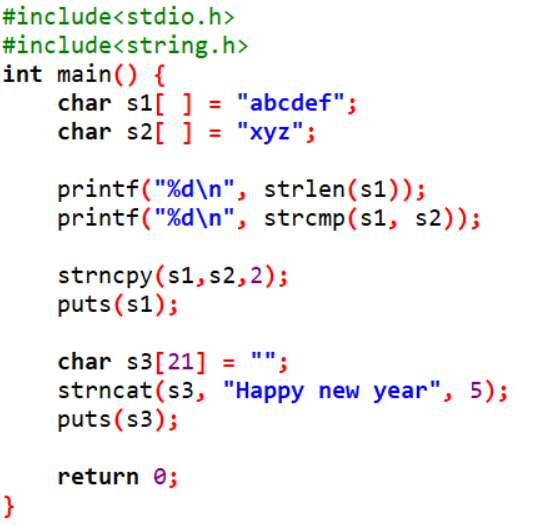 #include<stdio.h>
#include<string.h>
int main() {
    char s1[ ] = "abcdef";
    char s2[ ] = "xyz";

    printf("%d\n", strlen(s1));
    printf("%d\n", strcmp(s1, s2));

    strncpy(s1,s2,2);
    puts(s1);

    char s3[21] = "";
    strncat(s3, "Happy new year", 5);
    puts(s3);

    return 0;
}